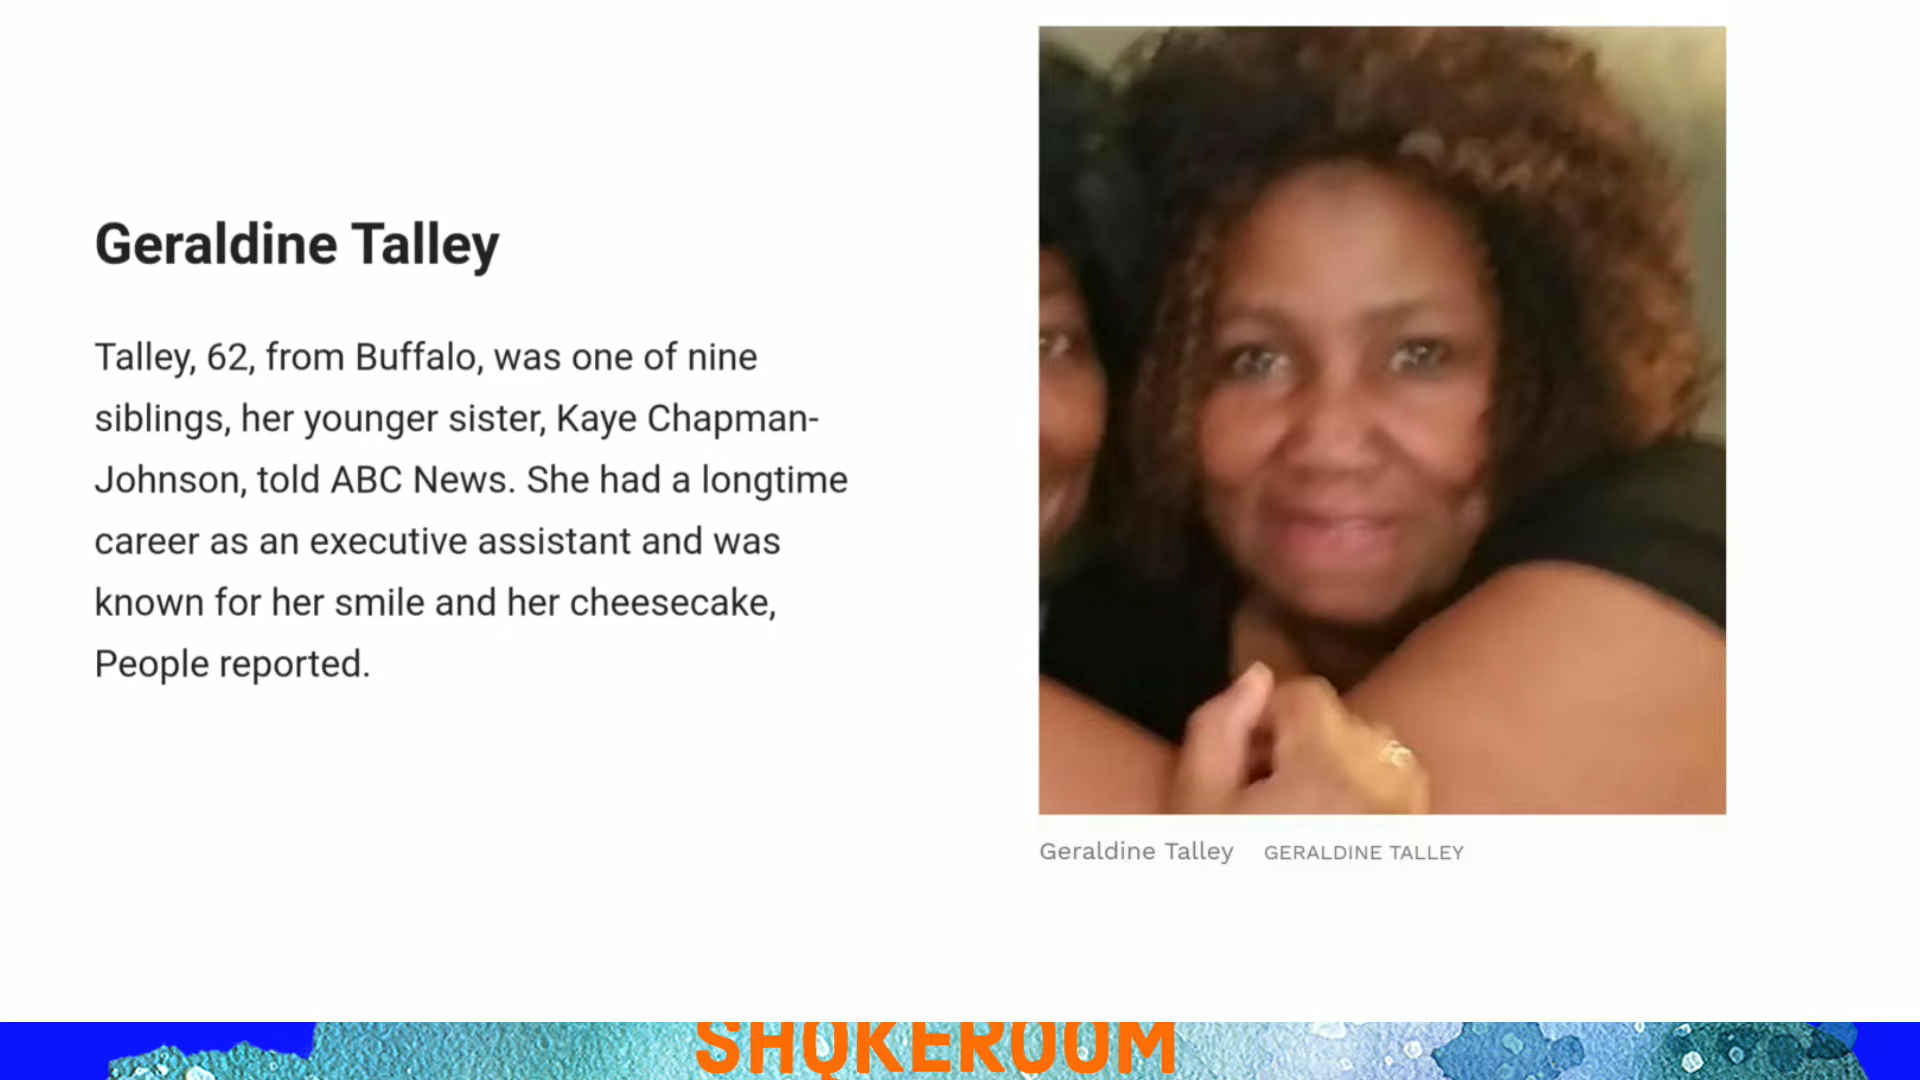 Geraldine Talley
Talley, 62, from Buffalo, was one of nine
siblings, her younger sister, Kaye Chapman-
Johnson, told ABC News. She had a longtime
career as an executive assistant and was
known for her smile and her cheesecake,
People reported.
Geraldine Talley GERALDINE TALLEY
SHOKEROOM